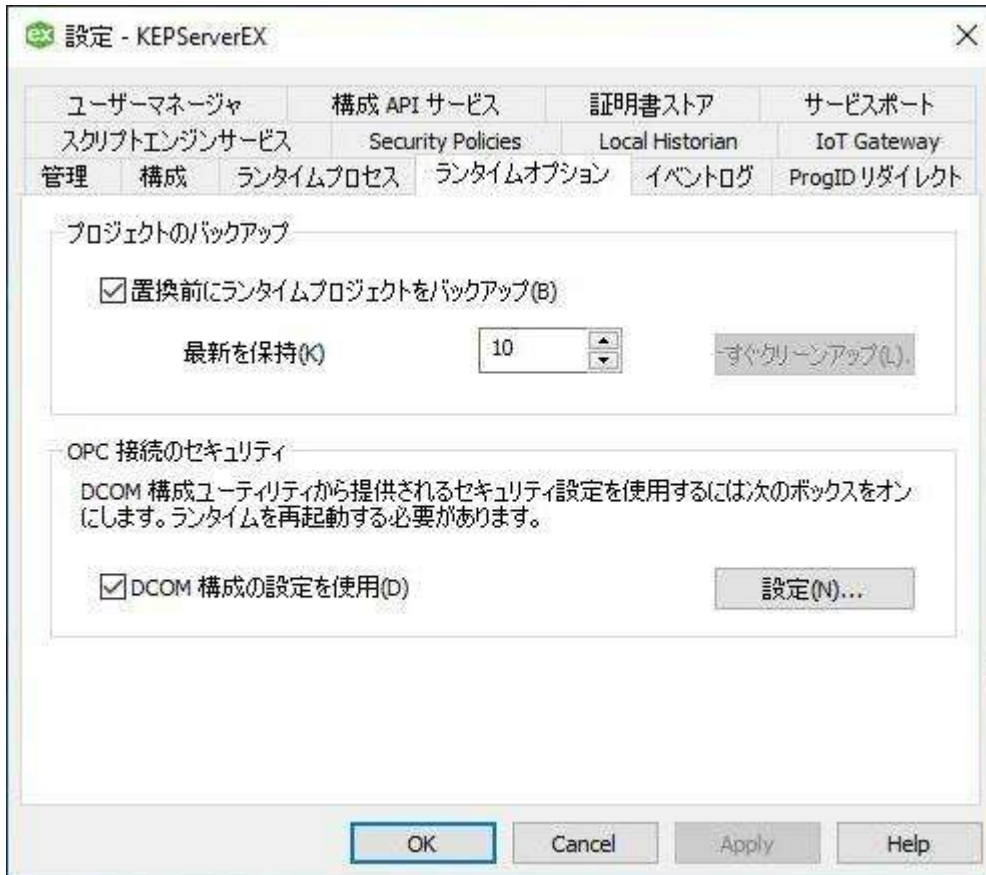 設定 - KEPServerEX
ユーザーマネージャ 構成 API サービス 証明書ストア サービスポート
スクリプトエンジンサービス Security Policies Local Historian IoT Gateway
管理 構成 ランタイムプロセス ランタイムオプション イベントログ ProgID リダイレクト
プロジェクトのバックアップ
置換前にランタイムプロジェクトをバックアップ(B)
最新を保持(K) 10 すぐクリーンアップ(L).
OPC 接続のセキュリティ
DCOM 構成ユーティリティから提供されるセキュリティ設定を使用するには次のボックスをオン
にします。ランタイムを再起動する必要があります。
DCOM 構成の設定を使用(D) 設定(N)...
OK Cancel Apply Help